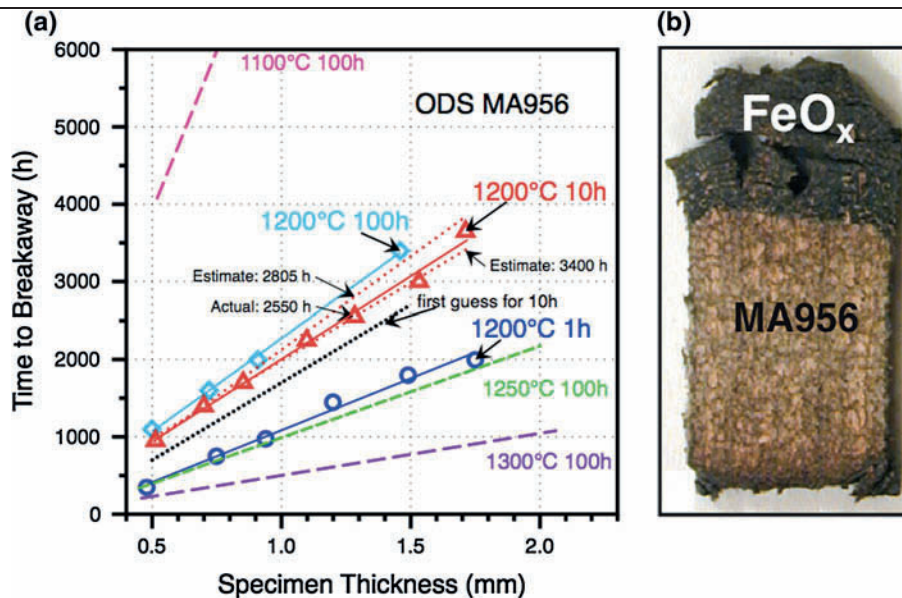 (a)
(b)
6000
5000
4000
3000
2000
1000
0
Time to Breakaway (h)
1100°C 100h
ODS MA956
1200°C 10h
1200°C 100h
Estimate: 2805 h
Estimate: 3400 h
Actual: 2550 h
first guess for 10h
1200°C 1h
1250°C 100h
1300°C 100h
0.5
1.0
1.5
2.0
Specimen Thickness (mm)
FeOₓ
MA956